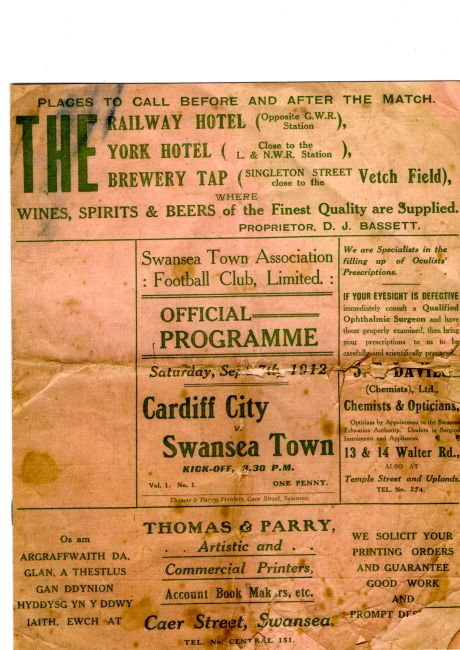 PLACES TO CALL BEFORE AND AFTER THE MATCH.
THE RAILWAY HOTEL (Opposite G.W.R. Station),
YORK HOTEL ( Close to the L. & N.W.R. Station ),
BREWERY TAP (SINGLETON STREET close to the Vetch Field),
WHERE
WINES, SPIRITS & BEERS of the Finest Quality are Supplied.
PROPRIETOR, D. J. BASSETT.
Swansea Town Association
: Football Club, Limited. :
OFFICIAL
PROGRAMME
Saturday, 1912
Cardiff City
v.
Swansea Town
KICK-OFF, 3.30 P.M.
Vol. 1. No. 1. ONE PENNY.
Thomas & Parry, Printers, Caer Street, Swansea.
We are Specialists in the
filling up of Oculists'
Prescriptions.
IF YOUR EYESIGHT IS DEFECTIVE
immediately consult a Qualified
Ophthalmic Surgeon and have
them properly examined, then bring
your prescriptions to us to be
carefully and scientifically prepared.
(Chemists), Ltd.,
Chemists & Opticians,
Opticians by Appointment to the Swansea
Education Authority. Dealers in Surgical
Instruments and Appliances.
13 & 14 Walter Rd.,
ALSO AT
Temple Street and Uplands.
TEL. No. 274.
Os am
ARGRAFFWAITH DA,
GLAN, A THESTLUS
GAN DDYNION
HYDDYSG YN Y DDWY
IAITH, EWCH AT
THOMAS & PARRY,
. . Artistic and . .
Commercial Printers,
Account Book Makers, etc.
Caer Street, Swansea.
TEL. No. CENTRAL 151.
WE SOLICIT YOUR
PRINTING ORDERS
AND GUARANTEE
GOOD WORK
AND
PROMPT